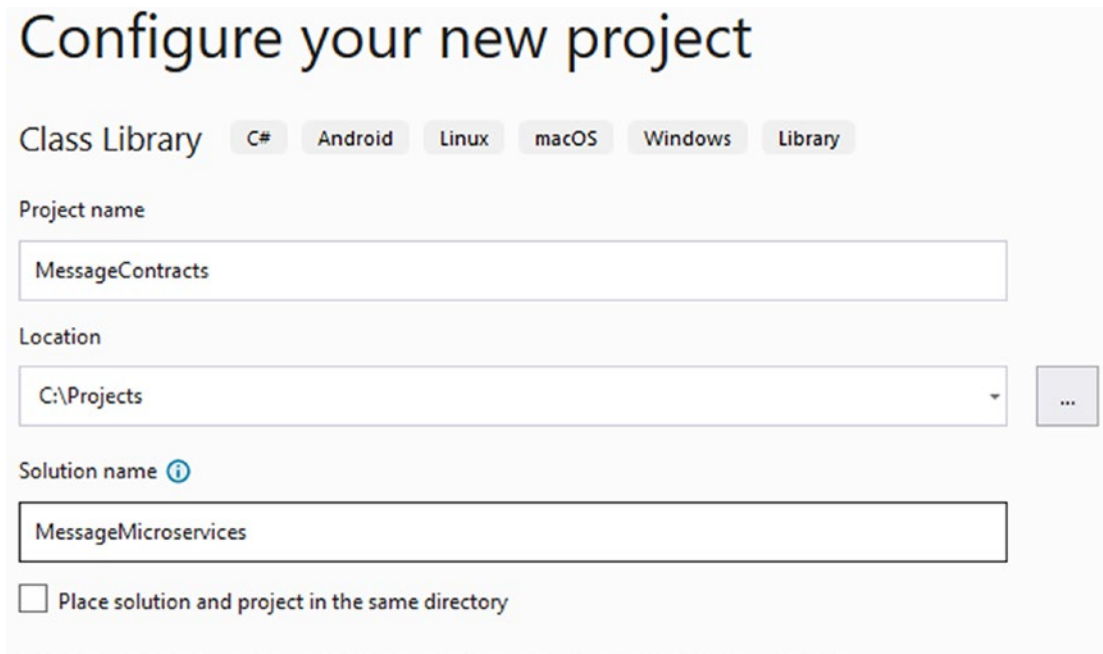 Configure your new project
Class Library C# Android Linux macOS Windows Library
Project name
MessageContracts
Location
C:\Projects
...
Solution name
MessageMicroservices
Place solution and project in the same directory